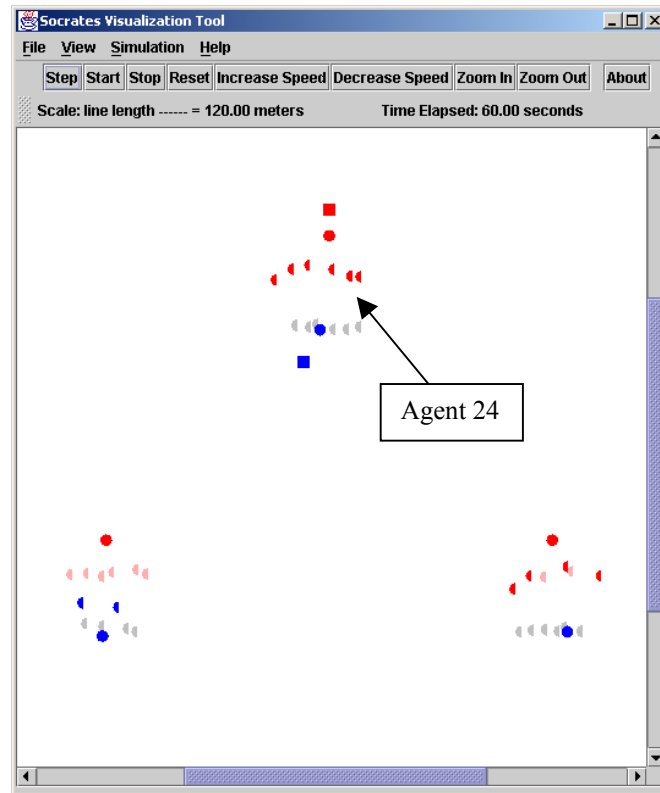 Socrates Visualization Tool
File View Simulation Help
Step Start Stop Reset Increase Speed Decrease Speed Zoom In Zoom Out About
Scale: line length ------ = 120.00 meters Time Elapsed: 60.00 seconds
Agent 24